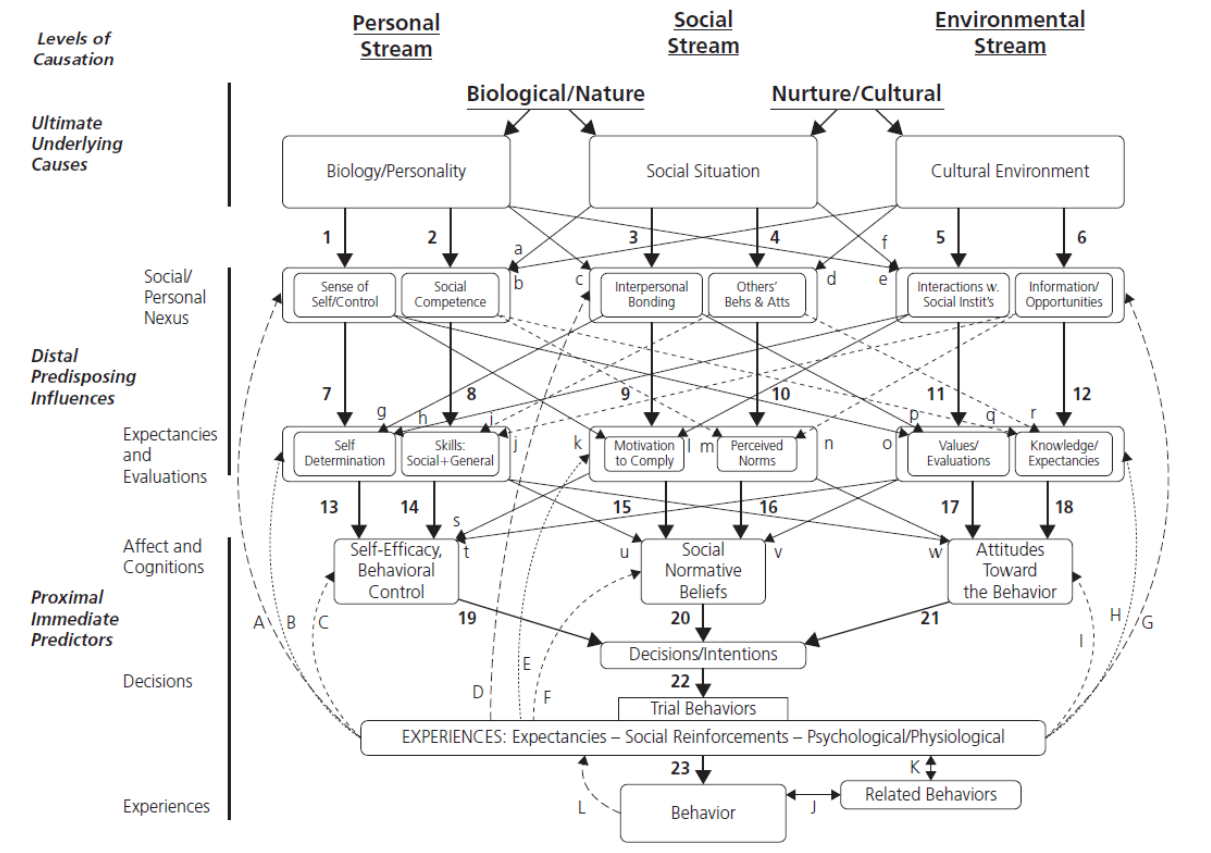 Levels of
Causation
Personal
Stream
Social
Stream
Environmental
Stream
Biological/Nature
Nurture/Cultural
Ultimate
Underlying
Causes
Biology/Personality
Social Situation
Cultural Environment
1
2
3
4
5
6
a
b
c
d
e
f
Social/
Personal
Nexus
Sense of
Self/Control
Social
Competence
Interpersonal
Bonding
Others’
Behs & Atts
Interactions w.
Social Instit’s
Information/
Opportunities
Distal
Predisposing
Influences
7
8
9
10
11
12
g
h
i
j
k
l
m
n
o
p
q
r
Expectancies
and
Evaluations
Self
Determination
Skills:
Social+General
Motivation
to Comply
Perceived
Norms
Values/
Evaluations
Knowledge/
Expectancies
13
14
15
16
17
18
s
t
u
v
w
Affect and
Cognitions
Self-Efficacy,
Behavioral
Control
Social
Normative
Beliefs
Attitudes
Toward
the Behavior
Proximal
Immediate
Predictors
A
B
C
D
E
F
G
H
I
19
20
21
Decisions/Intentions
Decisions
22
Trial Behaviors
EXPERIENCES: Expectancies – Social Reinforcements – Psychological/Physiological
23
K
Experiences
L
Behavior
J
Related Behaviors